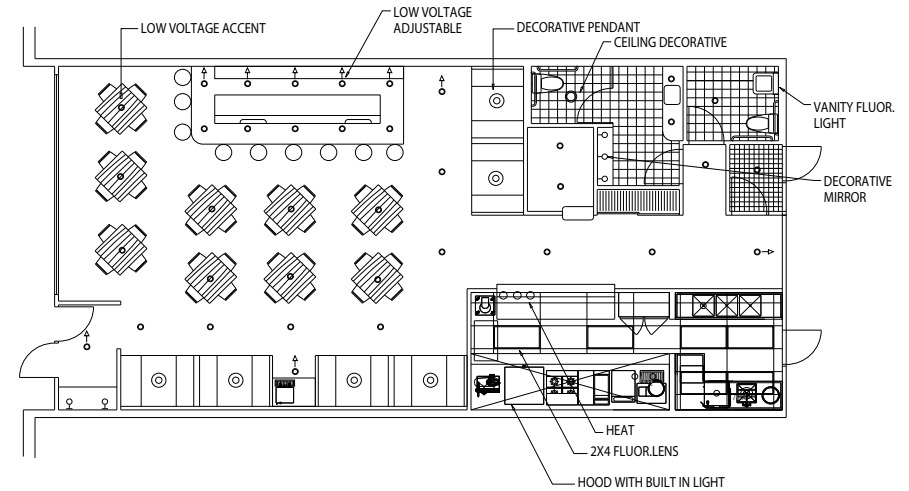 LOW VOLTAGE ACCENT
LOW VOLTAGE
ADJUSTABLE
DECORATIVE PENDANT
CEILING DECORATIVE
VANITY FLUOR.
LIGHT
DECORATIVE
MIRROR
HEAT
2X4 FLUOR.LENS
HOOD WITH BUILT IN LIGHT